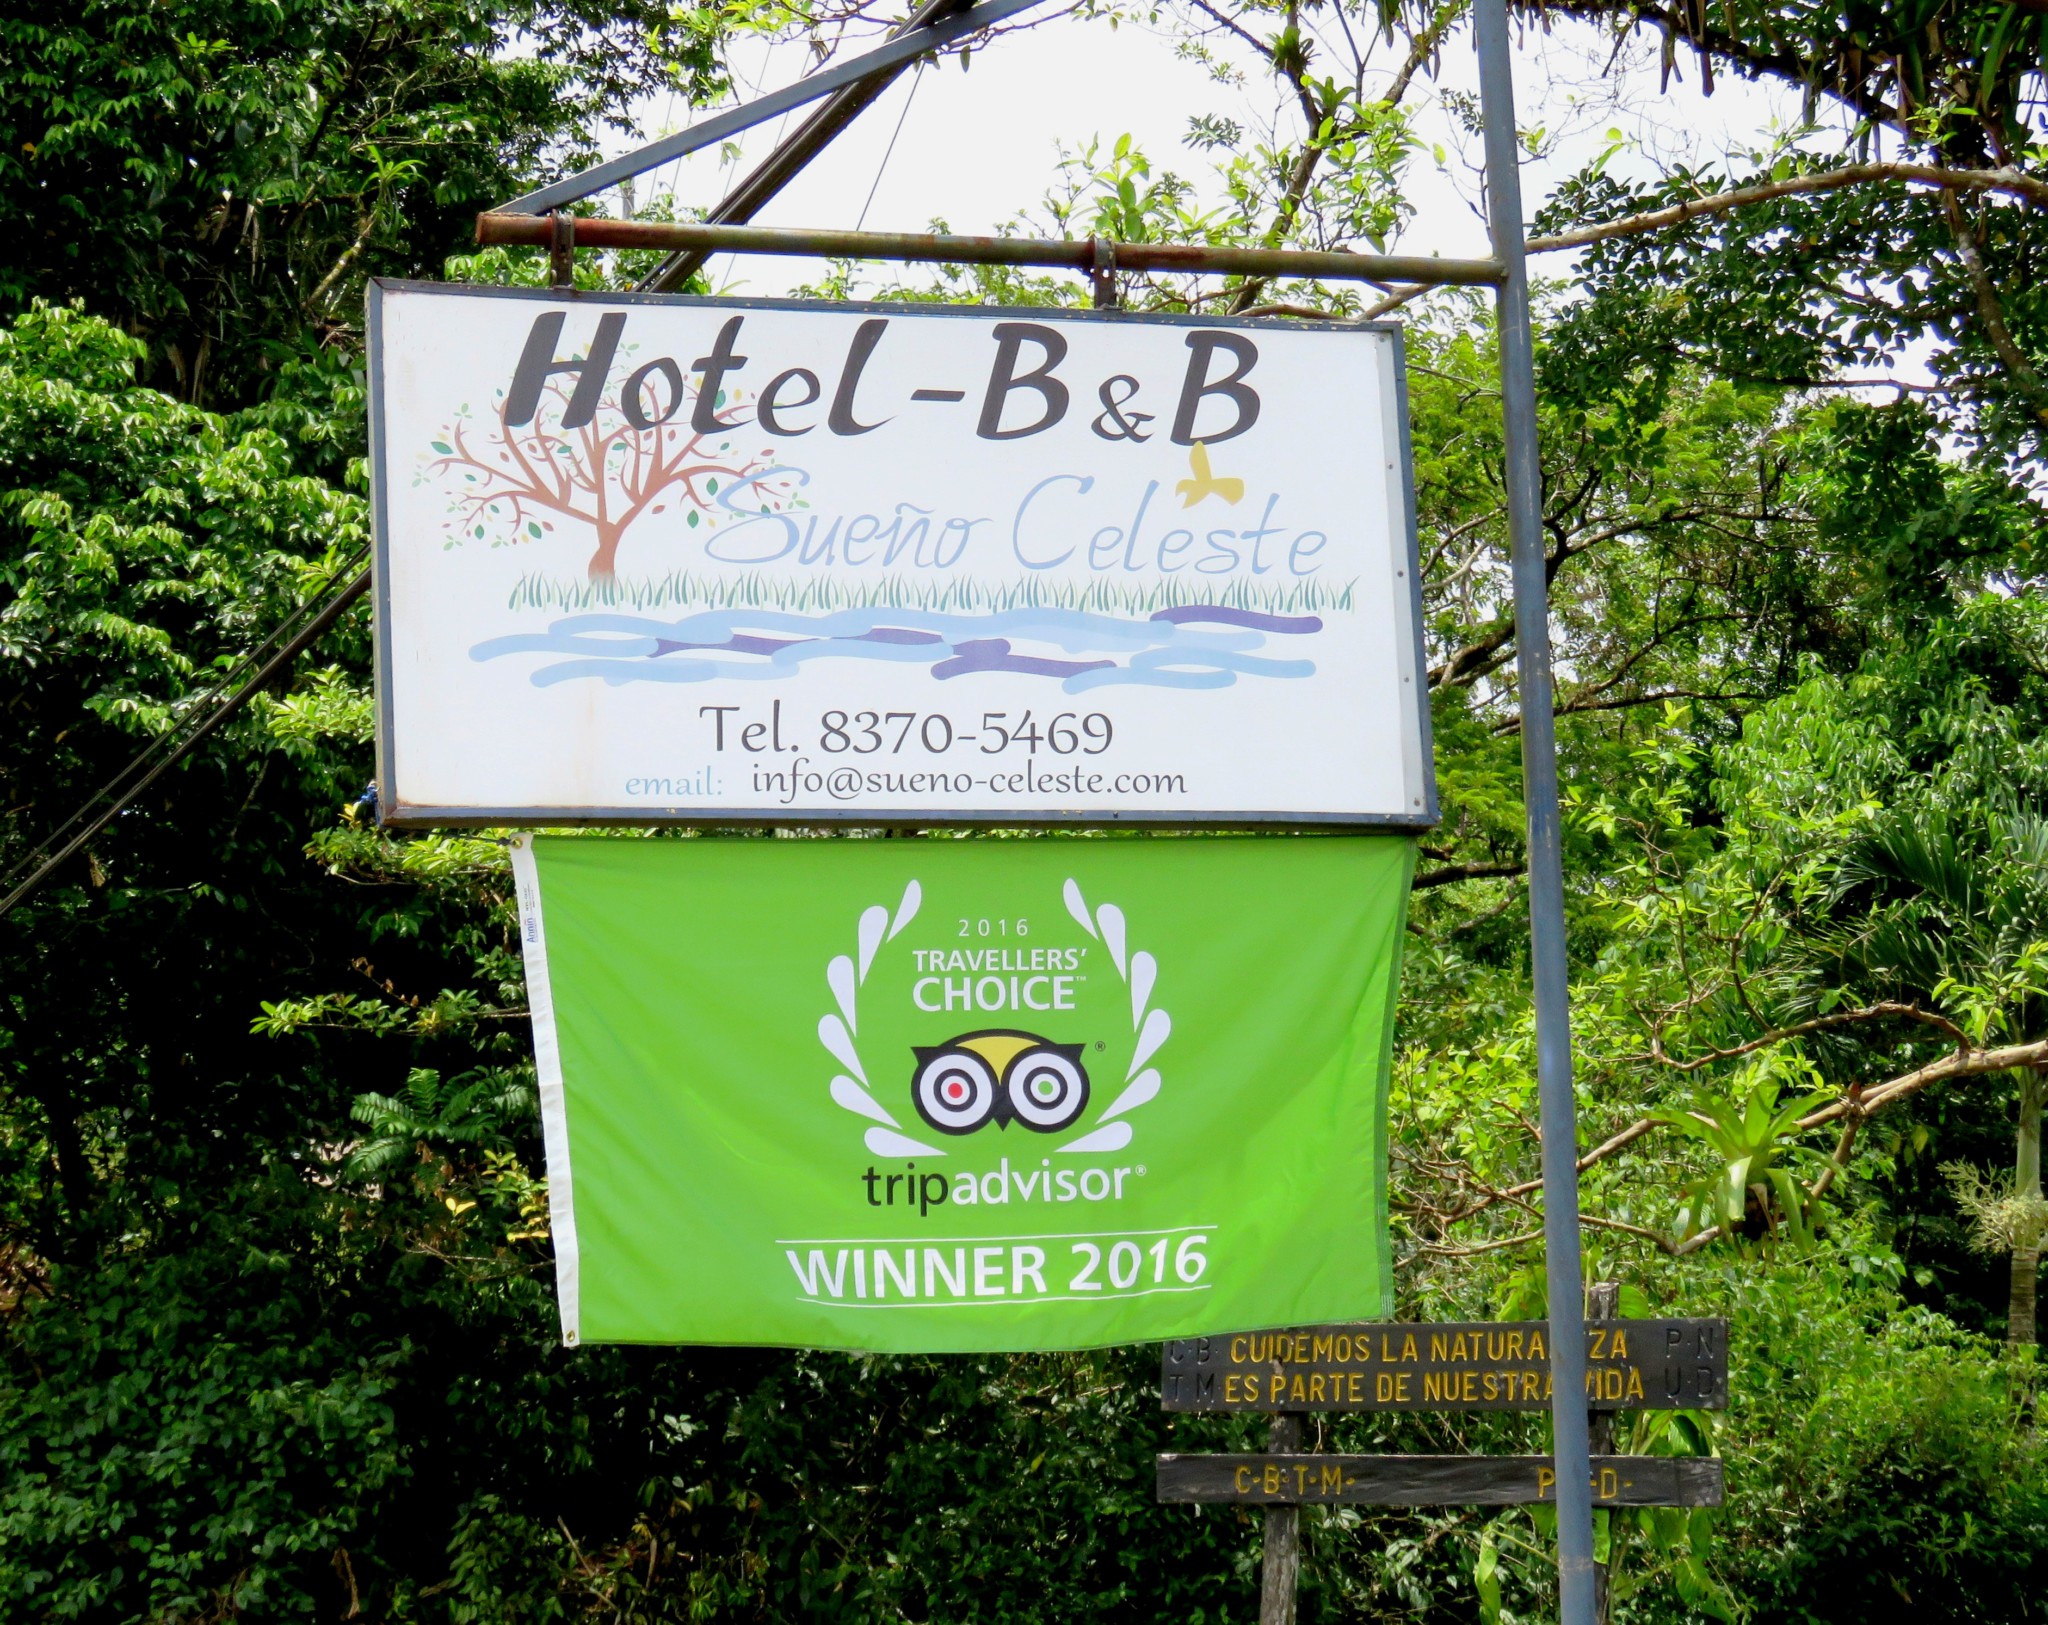 Hotel - B & B
Sueño Celeste
Tel. 8370-5469
email: info@sueno-celeste.com
2016
TRAVELLERS'
CHOICE™
®
tripadvisor®
WINNER 2016
C·B· CUIDEMOS LA NATURALEZA P·N
T·M· ES PARTE DE NUESTRA VIDA U·D
C·B·T·M·